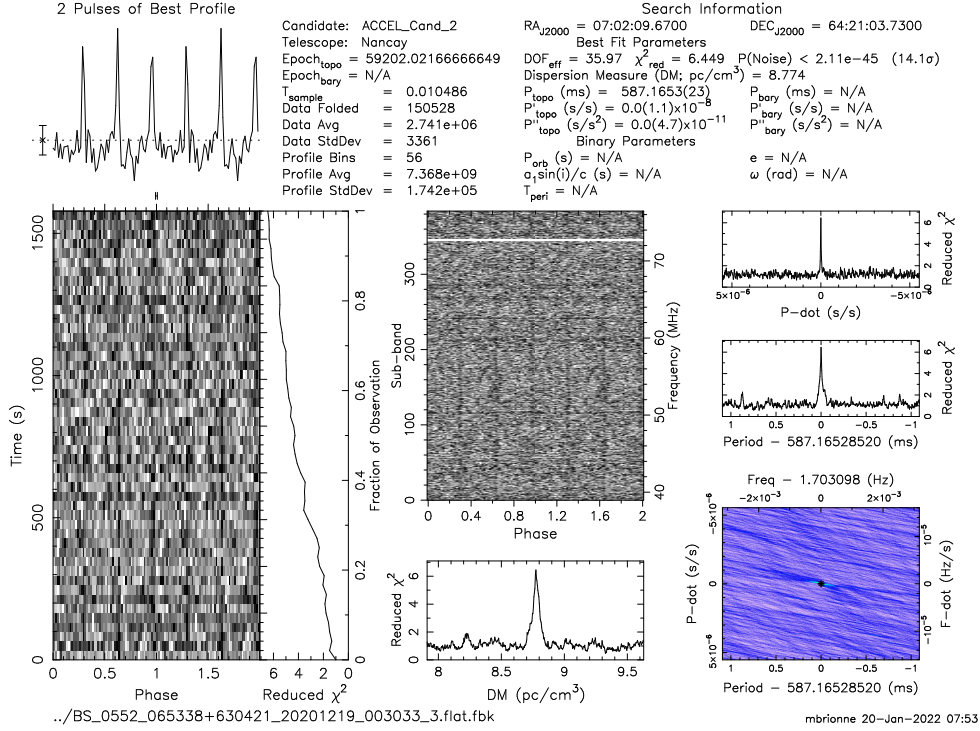 2 Pulses of Best Profile
Search Information
Candidate: ACCEL_Cand_2
RA_J2000 = 07:02:09.6700
DEC_J2000 = 64:21:03.7300
Telescope: Nancay
Best Fit Parameters
Epoch_topo = 59202.02166666649
DOF_eff = 35.97 χ²_red = 6.449 P(Noise) < 2.11e-45 (14.1σ)
Epoch_bary = N/A
Dispersion Measure (DM; pc/cm³) = 8.774
T_sample = 0.010486
P_topo (ms) = 587.1653(23)
P_bary (ms) = N/A
Data Folded = 150528
P'_topo (s/s) = 0.0(1.1)x10⁻⁸
P'_bary (s/s) = N/A
Data Avg = 2.741e+06
P''_topo (s/s²) = 0.0(4.7)x10⁻¹¹
P''_bary (s/s²) = N/A
Data StdDev = 3361
Binary Parameters
Profile Bins = 56
P_orb (s) = N/A
e = N/A
Profile Avg = 7.368e+09
a₁sin(i)/c (s) = N/A
ω (rad) = N/A
Profile StdDev = 1.742e+05
T_peri = N/A
Time (s)
0 500 1000 1500
0 0.5 1 1.5
Phase
6 4 2 0
Reduced χ²
0 0.2 0.4 0.6 0.8 1
Fraction of Observation
Sub-band
0 100 200 300
40 50 60 70
Frequency (MHz)
0 0.4 0.8 1.2 1.6 2
Phase
Reduced χ²
0 2 4 6
8 8.5 9 9.5
DM (pc/cm³)
0 2 4 6
Reduced χ²
5×10⁻⁶ 0 −5×10⁻⁶
P-dot (s/s)
0 2 4 6
Reduced χ²
1 0.5 0 −0.5 −1
Period − 587.16528520 (ms)
Freq − 1.703098 (Hz)
−2×10⁻³ 0 2×10⁻³
P-dot (s/s)
5×10⁻⁶ 0 −5×10⁻⁶
−10⁻⁵ 0 10⁻⁵
F-dot (Hz/s)
1 0.5 0 −0.5 −1
Period − 587.16528520 (ms)
../BS_0552_065338+630421_20201219_003033_3.flat.fbk
mbrionne 20-Jan-2022 07:53